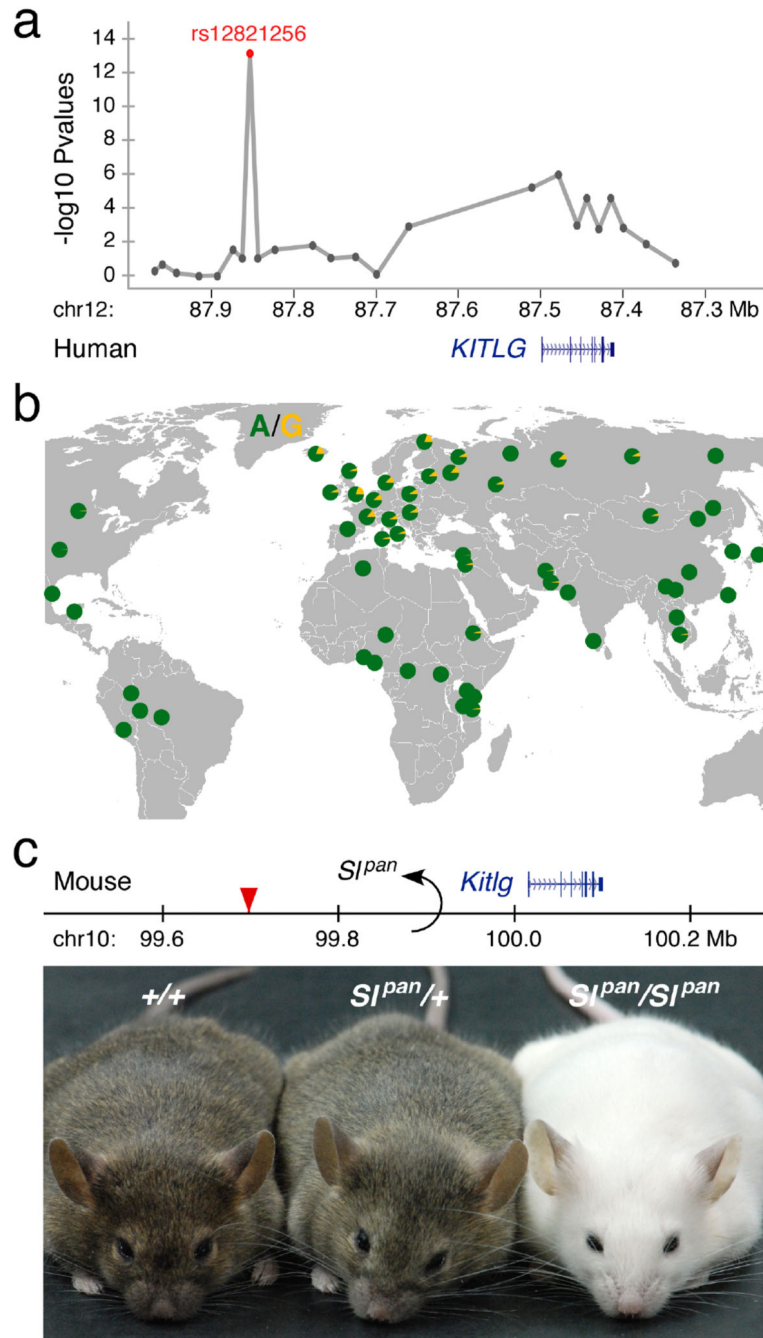 a
rs12821256
-log10 Pvalues
14
12
10
8
6
4
2
0
chr12: 87.9 87.8 87.7 87.6 87.5 87.4 87.3 Mb
Human KITLG
b
A/G
c
Mouse Sl^pan Kitlg
chr10: 99.6 99.8 100.0 100.2 Mb
+/+ Sl^pan/+ Sl^pan/Sl^pan